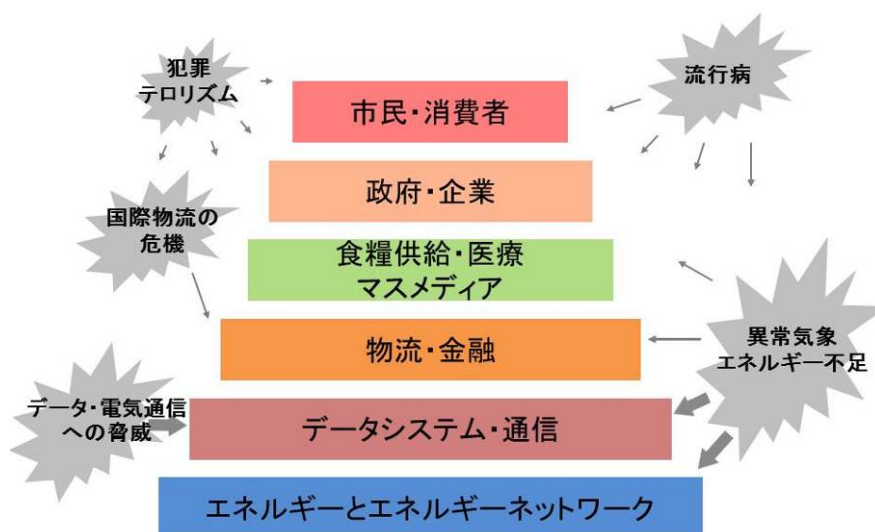 犯罪
テロリズム
流行病
市民・消費者
政府・企業
国際物流の
危機
食糧供給・医療
マスメディア
物流・金融
異常気象
エネルギー不足
データ・電気通信
への脅威
データシステム・通信
エネルギーとエネルギーネットワーク